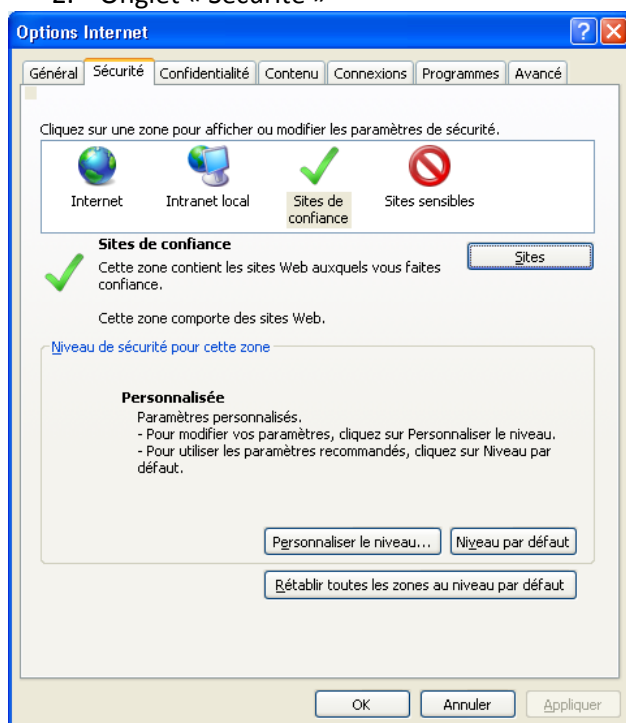 2. Onglet « Sécurité »
Options Internet
Général Sécurité Confidentialité Contenu Connexions Programmes Avancé
Cliquez sur une zone pour afficher ou modifier les paramètres de sécurité.
Internet Intranet local Sites de confiance Sites sensibles
Sites de confiance
Sites
Cette zone contient les sites Web auxquels vous faites
confiance.
Cette zone comporte des sites Web.
Niveau de sécurité pour cette zone
Personnalisée
Paramètres personnalisés.
- Pour modifier vos paramètres, cliquez sur Personnaliser le niveau.
- Pour utiliser les paramètres recommandés, cliquez sur Niveau par
défaut.
Personnaliser le niveau... Niveau par défaut
Rétablir toutes les zones au niveau par défaut
OK Annuler Appliquer